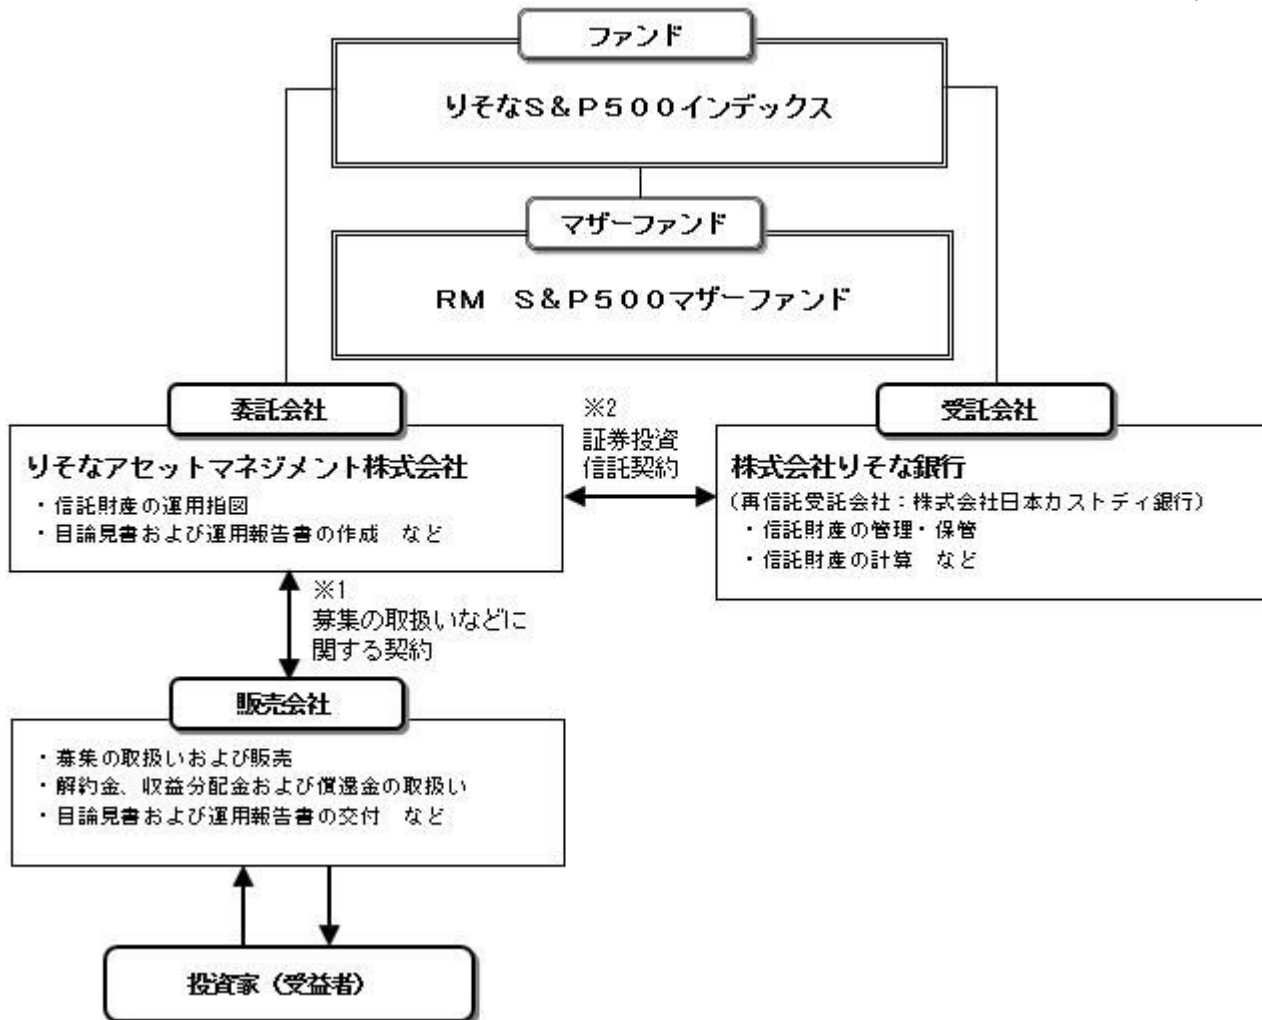 ファンド
りそなS&P500インデックス
マザーファンド
RM S&P500マザーファンド
委託会社
りそなアセットマネジメント株式会社
・信託財産の運用指図
・目論見書および運用報告書の作成 など
※2
証券投資
信託契約
受託会社
株式会社りそな銀行
(再信託受託会社:株式会社日本カストディ銀行)
・信託財産の管理・保管
・信託財産の計算 など
※1
募集の取扱いなどに
関する契約
販売会社
・募集の取扱いおよび販売
・解約金、収益分配金および償還金の取扱い
・目論見書および運用報告書の交付 など
投資家(受益者)